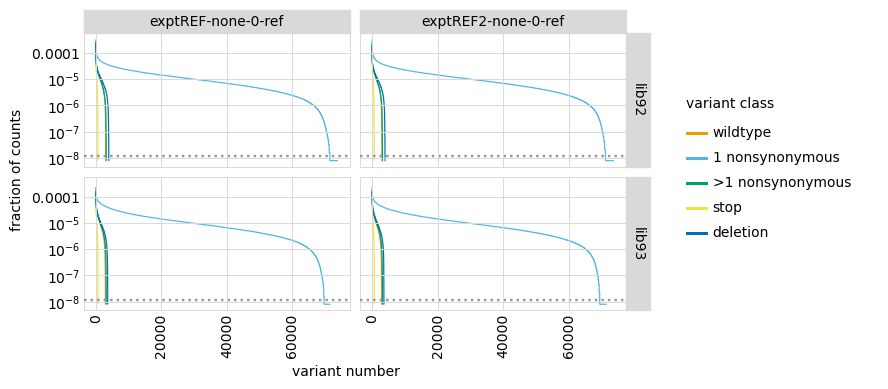 exptREF-none-0-ref
exptREF2-none-0-ref
0.0001
10⁻⁵
10⁻⁶
10⁻⁷
10⁻⁸
lib92
0.0001
10⁻⁵
10⁻⁶
10⁻⁷
10⁻⁸
lib93
fraction of counts
0
20000
40000
60000
0
20000
40000
60000
variant number
variant class
wildtype
1 nonsynonymous
>1 nonsynonymous
stop
deletion